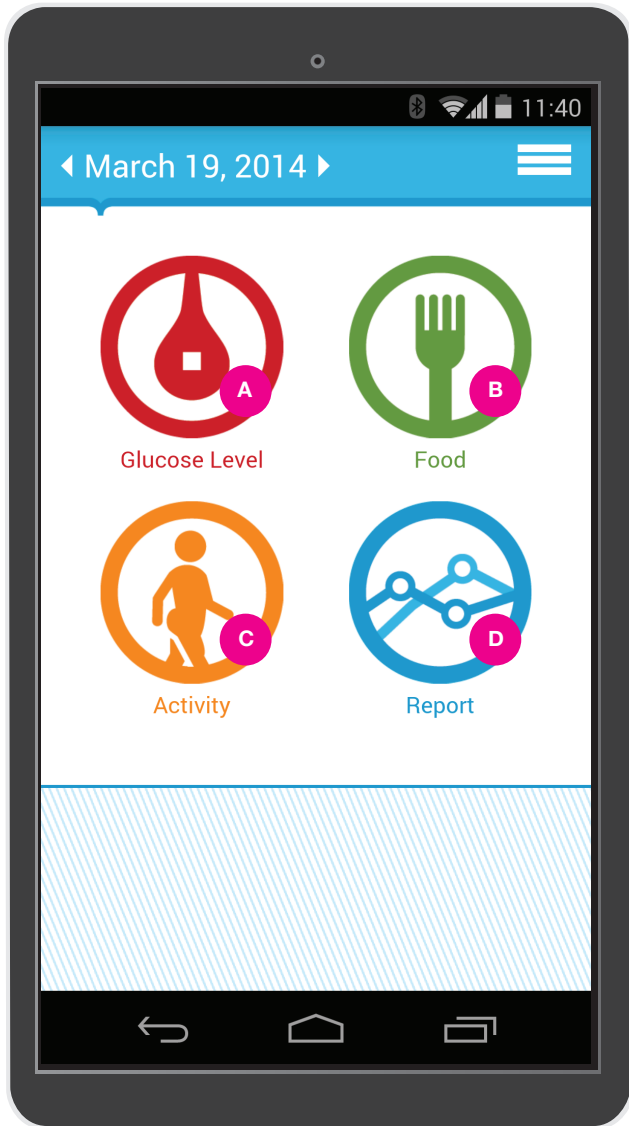 11:40
March 19, 2014
A
B
Glucose Level
Food
C
D
Activity
Report